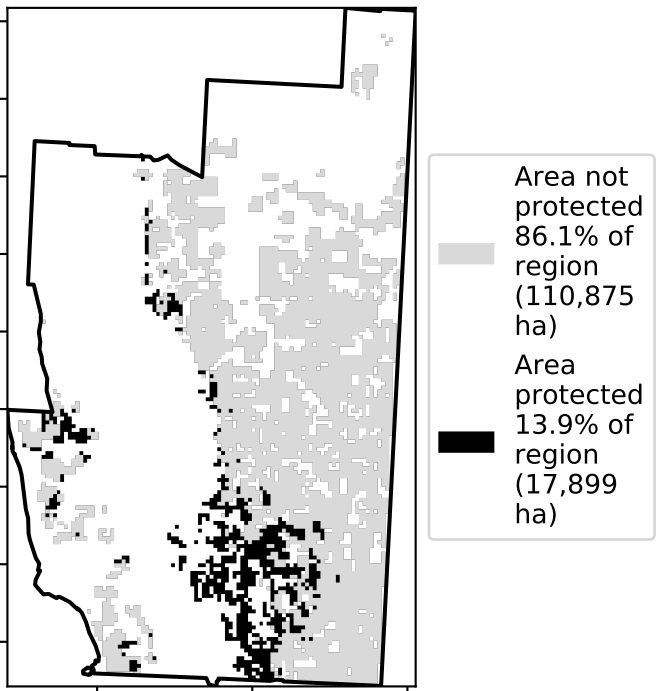 Area not
protected
86.1% of
region
(110,875
ha)
Area
protected
13.9% of
region
(17,899
ha)